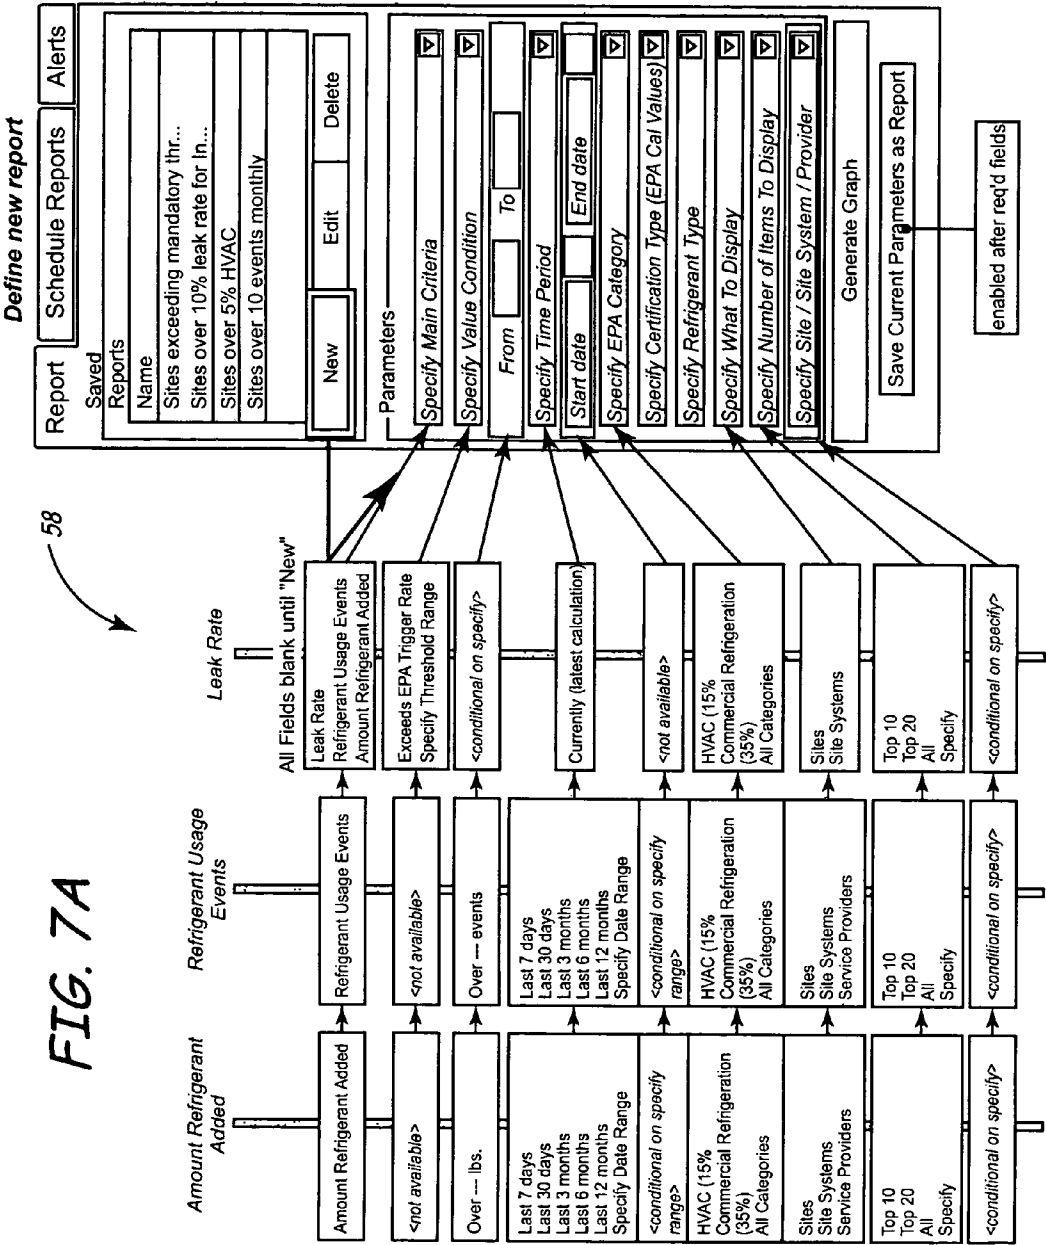 FIG. 7A
58
Define new report
Report
Schedule Reports
Alerts
Saved
Reports
Name
Sites exceeding mandatory thr...
Sites over 10% leak rate for In...
Sites over 5% HVAC
Sites over 10 events monthly
New
Edit
Delete
Parameters
Specify Main Criteria
Specify Value Condition
From
To
Specify Time Period
Start date
End date
Specify EPA Category
Specify Certification Type (EPA Cal Values)
Specify Refrigerant Type
Specify What To Display
Specify Number of Items To Display
Specify Site / Site System / Provider
Generate Graph
Save Current Parameters as Report
enabled after req'd fields
Leak Rate
All Fields blank until "New"
Leak Rate
Refrigerant Usage Events
Amount Refrigerant Added
Exceeds EPA Trigger Rate
Specify Threshold Range
<conditional on specify>
Currently (latest calculation)
<not available>
HVAC (15%
Commercial Refrigeration
(35%)
All Categories
Sites
Site Systems
Top 10
Top 20
All
Specify
<conditional on specify>
Refrigerant Usage
Events
Refrigerant Usage Events
<not available>
Over --- events
Last 7 days
Last 30 days
Last 3 months
Last 6 months
Last 12 months
Specify Date Range
<conditional on specify
range>
HVAC (15%
Commercial Refrigeration
(35%)
All Categories
Sites
Site Systems
Service Providers
Top 10
Top 20
All
Specify
<conditional on specify>
Amount Refrigerant
Added
Amount Refrigerant Added
<not available>
Over --- lbs.
Last 7 days
Last 30 days
Last 3 months
Last 6 months
Last 12 months
Specify Date Range
<conditional on specify
range>
HVAC (15%
Commercial Refrigeration
(35%)
All Categories
Sites
Site Systems
Service Providers
Top 10
Top 20
All
Specify
<conditional on specify>